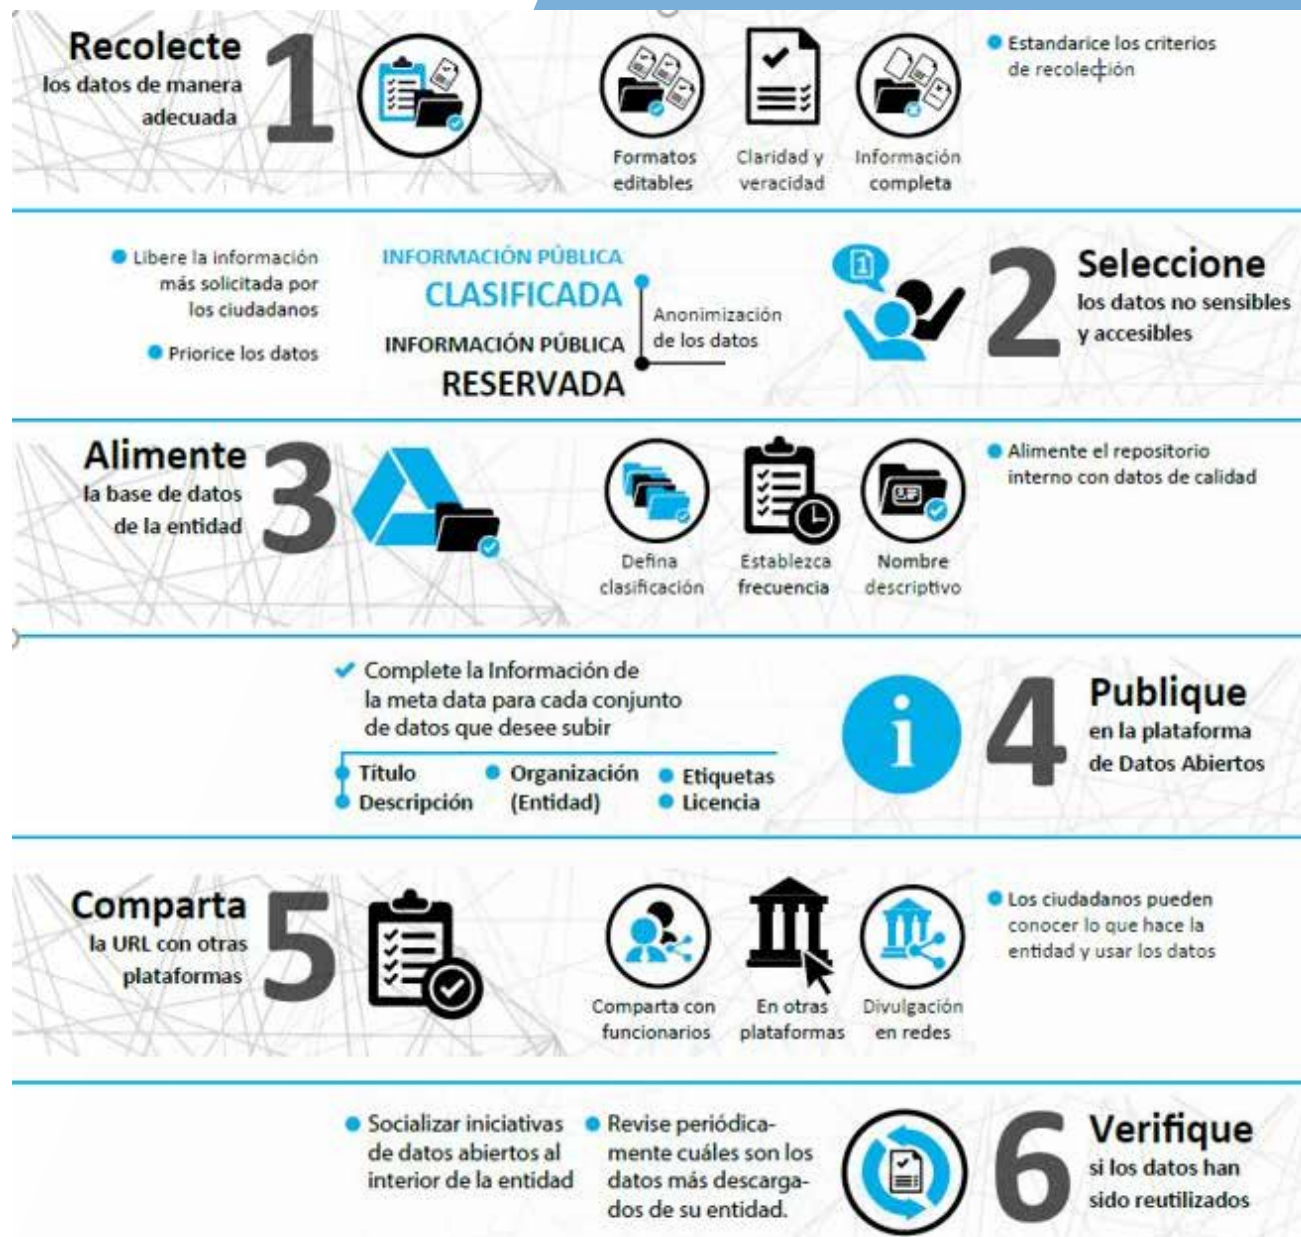 Recolecte
los datos de manera
adecuada
1
Formatos
editables
Claridad y
veracidad
Información
completa
Estandarice los criterios
de recolección
Libere la información
más solicitada por
los ciudadanos
Priorice los datos
INFORMACIÓN PÚBLICA
CLASIFICADA
INFORMACIÓN PÚBLICA
RESERVADA
Anonimización
de los datos
1
2
Seleccione
los datos no sensibles
y accesibles
Alimente
la base de datos
de la entidad
3
Defina
clasificación
Establezca
frecuencia
Nombre
descriptivo
Alimente el repositorio
interno con datos de calidad
Complete la Información de
la meta data para cada conjunto
de datos que desee subir
Título
Descripción
Organización
(Entidad)
Etiquetas
Licencia
i
4
Publique
en la plataforma
de Datos Abiertos
Comparta
la URL con otras
plataformas
5
Comparta con
funcionarios
En otras
plataformas
Divulgación
en redes
Los ciudadanos pueden
conocer lo que hace la
entidad y usar los datos
Socializar iniciativas
de datos abiertos al
interior de la entidad
Revise periódica-
mente cuáles son los
datos más descarga-
dos de su entidad.
6
Verifique
si los datos han
sido reutilizados